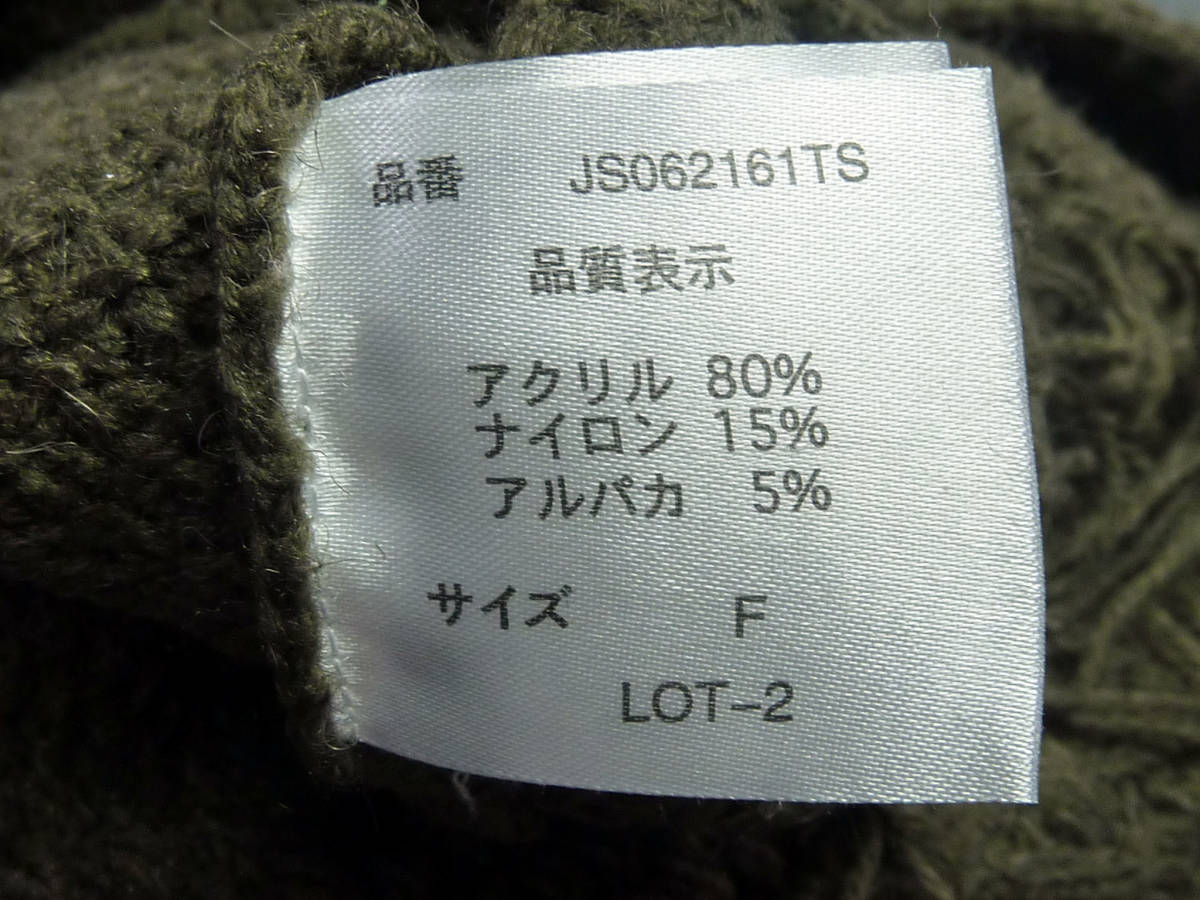 品番 JS062161TS
品質表示
アクリル 80%
ナイロン 15%
アルパカ 5%
サイズ F
LOT-2